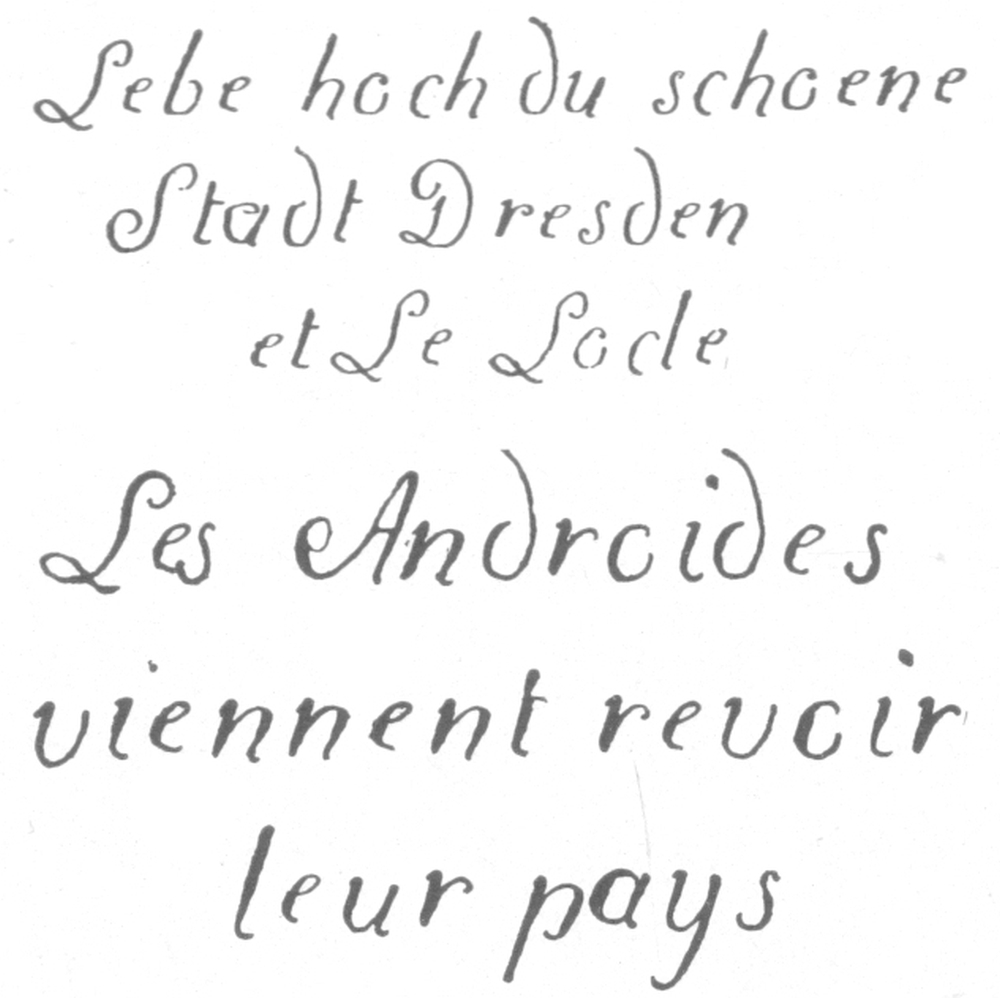 Lebe hoch du schoene
Stadt Dresden
et Le Locle
Les Androides
viennent revoir
leur pays